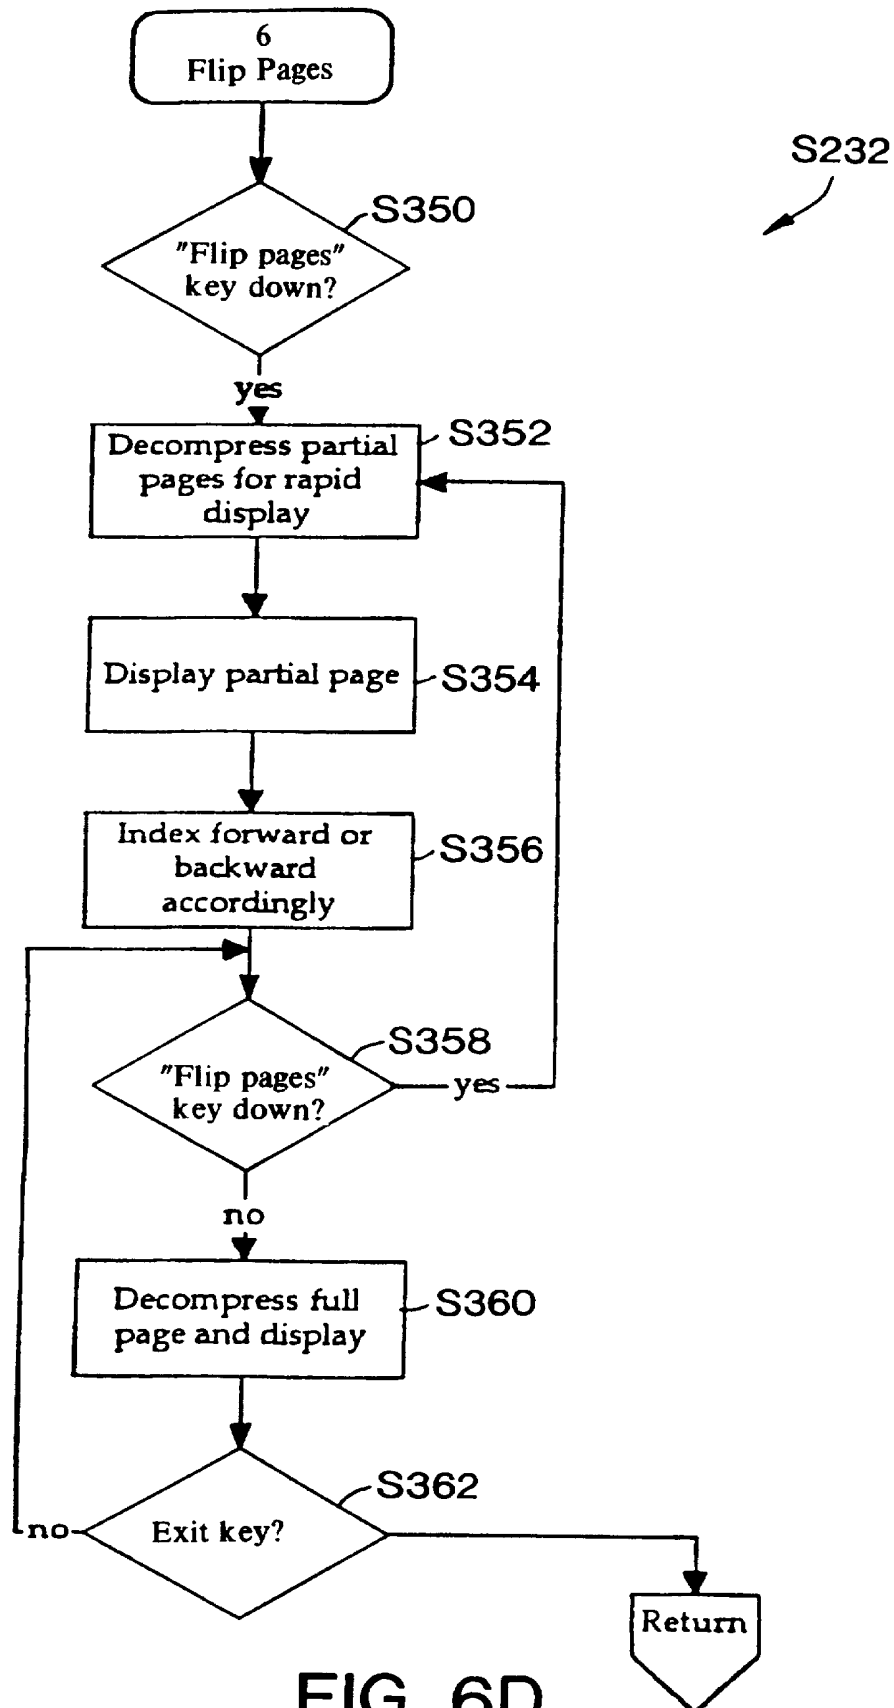 6
Flip Pages
S232
S350
"Flip pages"
key down?
yes
S352
Decompress partial
pages for rapid
display
Display partial page
S354
Index forward or
backward
accordingly
S356
S358
"Flip pages"
key down?
yes
no
Decompress full
page and display
S360
S362
no
Exit key?
Return
FIG. 6D